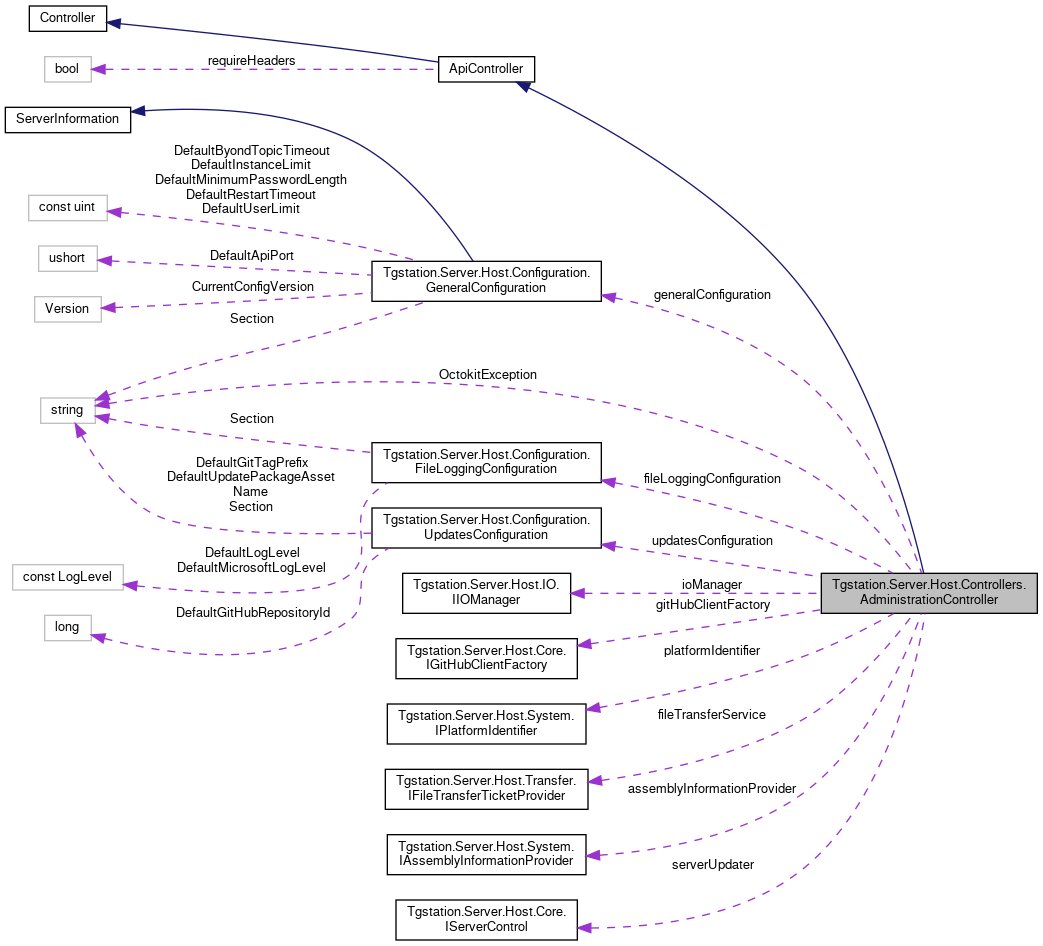 Controller
requireHeaders
bool
ApiController
ServerInformation
DefaultByondTopicTimeout
DefaultInstanceLimit
DefaultMinimumPasswordLength
DefaultRestartTimeout
DefaultUserLimit
const uint
DefaultApiPort
ushort
Tgstation.Server.Host.Configuration.
GeneralConfiguration
CurrentConfigVersion
generalConfiguration
Version
Section
OctokitException
string
Section
Tgstation.Server.Host.Configuration.
FileLoggingConfiguration
DefaultGitTagPrefix
DefaultUpdatePackageAsset
Name
Section
fileLoggingConfiguration
Tgstation.Server.Host.Configuration.
UpdatesConfiguration
updatesConfiguration
DefaultLogLevel
DefaultMicrosoftLogLevel
const LogLevel
Tgstation.Server.Host.IO.
IIOManager
ioManager
Tgstation.Server.Host.Controllers.
AdministrationController
DefaultGitHubRepositoryId
gitHubClientFactory
long
Tgstation.Server.Host.Core.
IGitHubClientFactory
platformIdentifier
Tgstation.Server.Host.System.
IPlatformIdentifier
fileTransferService
Tgstation.Server.Host.Transfer.
IFileTransferTicketProvider
assemblyInformationProvider
Tgstation.Server.Host.System.
IAssemblyInformationProvider
serverUpdater
Tgstation.Server.Host.Core.
IServerControl